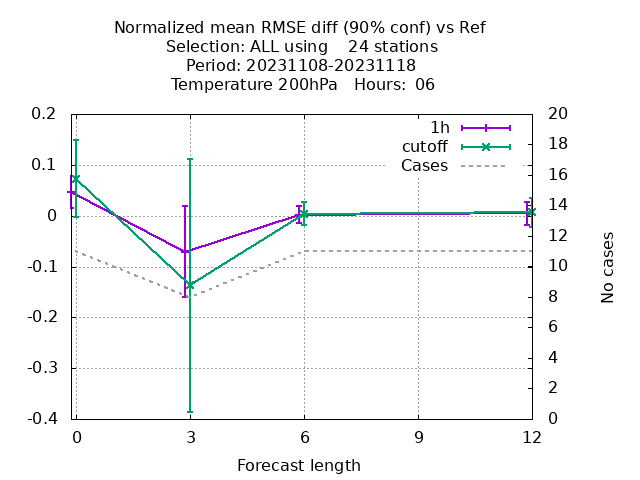 Normalized mean RMSE diff (90% conf) vs Ref
Selection: ALL using    24 stations
Period: 20231108-20231118
Temperature 200hPa   Hours:  06
1h
cutoff
Cases
0.2
0.1
0
-0.1
-0.2
-0.3
-0.4
20
18
16
14
12
10
8
6
4
2
0
No cases
0 3 6 9 12
Forecast length